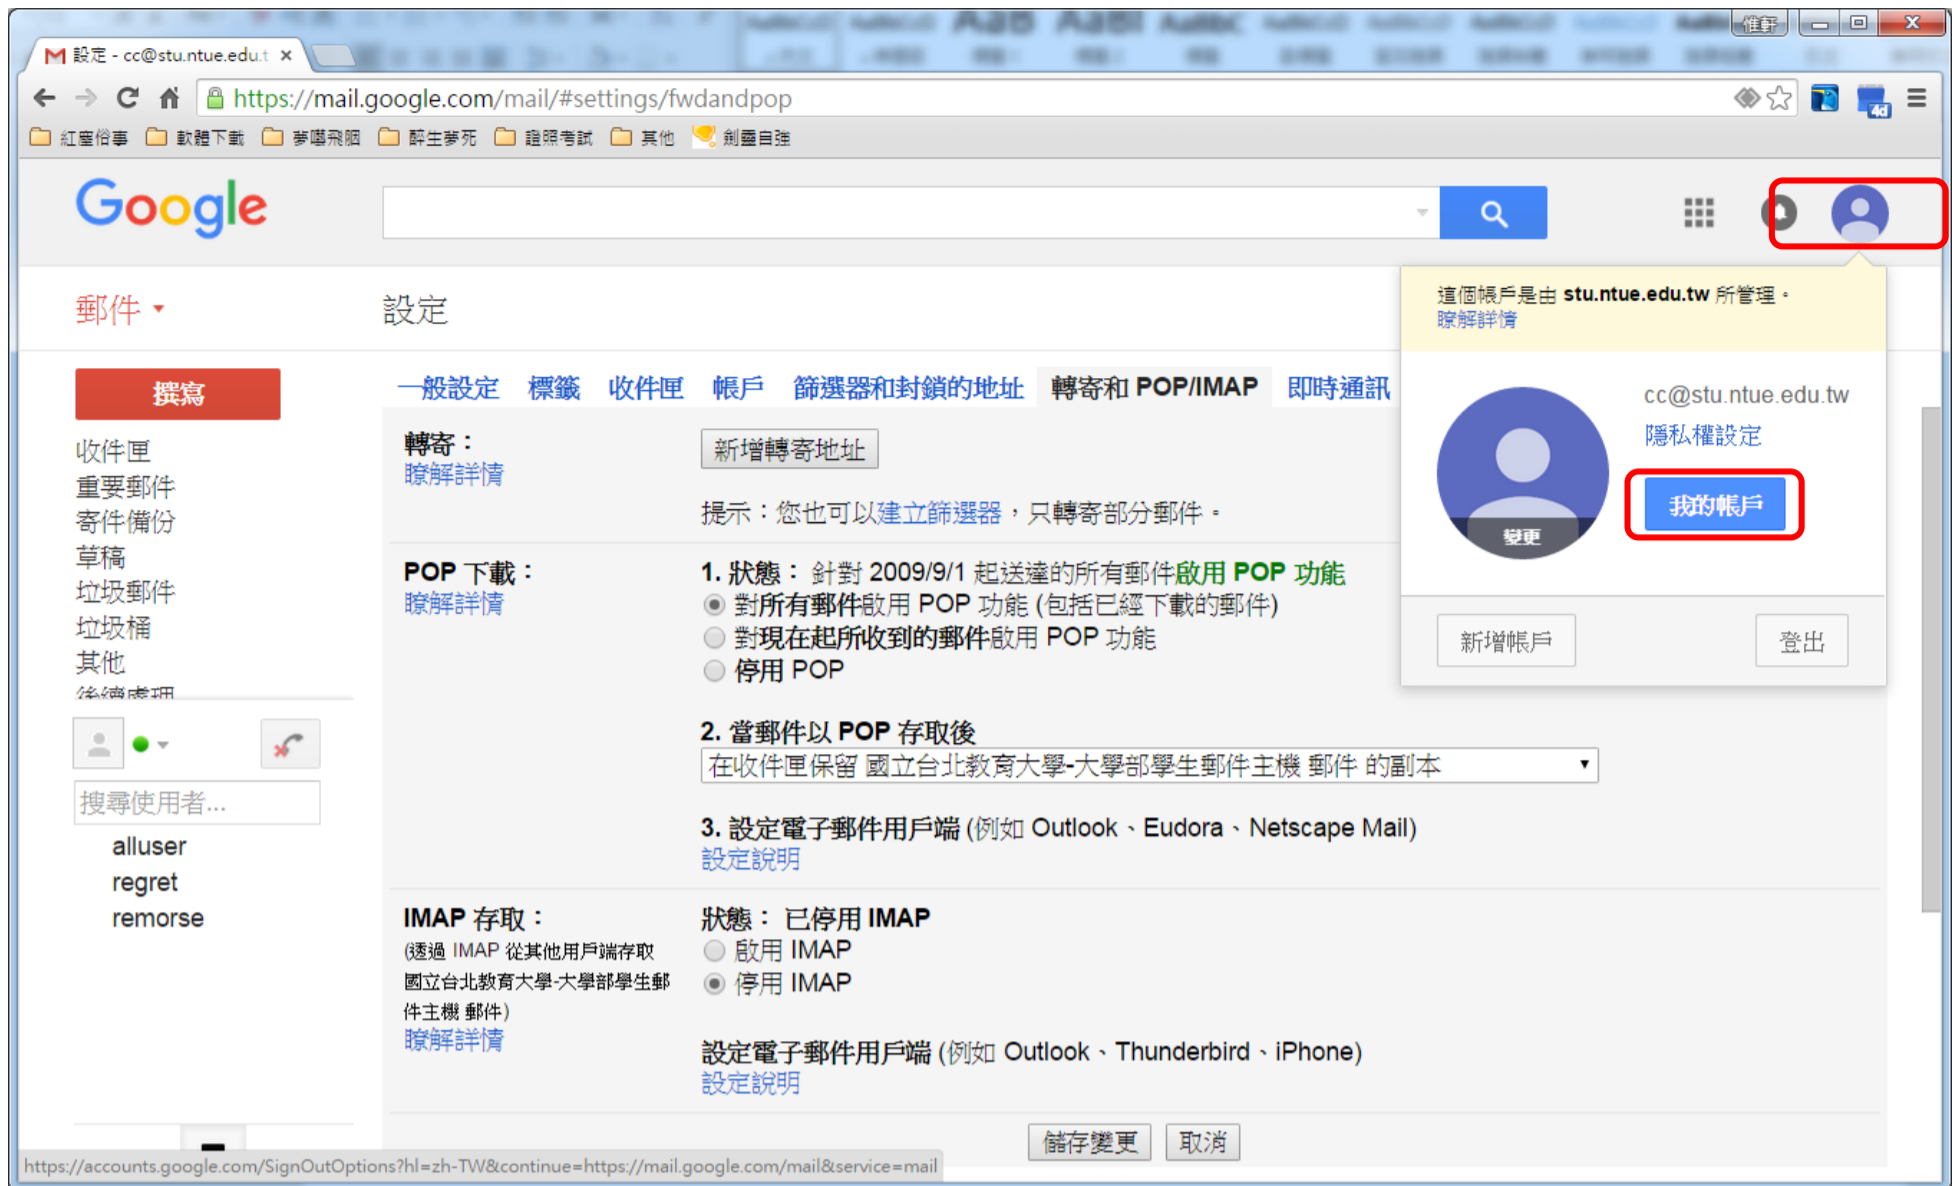 惟軒
設定 - cc@stu.ntue.edu.t
https://mail.google.com/mail/#settings/fwdandpop
4d
紅塵俗事 軟體下載 夢囈飛胭 醉生夢死 證照考試 其他 劍靈自強
Google
郵件
設定
這個帳戶是由 stu.ntue.edu.tw 所管理。
瞭解詳情
cc@stu.ntue.edu.tw
隱私權設定
我的帳戶
變更
新增帳戶 登出
撰寫
收件匣
重要郵件
寄件備份
草稿
垃圾郵件
垃圾桶
其他
後續處理
搜尋使用者...
alluser
regret
remorse
一般設定 標籤 收件匣 帳戶 篩選器和封鎖的地址 轉寄和 POP/IMAP 即時通訊
轉寄：
瞭解詳情
新增轉寄地址
提示：您也可以建立篩選器，只轉寄部分郵件。
POP 下載：
瞭解詳情
1. 狀態： 針對 2009/9/1 起送達的所有郵件啟用 POP 功能
對所有郵件啟用 POP 功能 (包括已經下載的郵件)
對現在起所收到的郵件啟用 POP 功能
停用 POP
2. 當郵件以 POP 存取後
在收件匣保留 國立台北教育大學-大學部學生郵件主機 郵件 的副本
3. 設定電子郵件用戶端 (例如 Outlook、Eudora、Netscape Mail)
設定說明
IMAP 存取：
(透過 IMAP 從其他用戶端存取
國立台北教育大學-大學部學生郵
件主機 郵件)
瞭解詳情
狀態： 已停用 IMAP
啟用 IMAP
停用 IMAP
設定電子郵件用戶端 (例如 Outlook、Thunderbird、iPhone)
設定說明
儲存變更 取消
https://accounts.google.com/SignOutOptions?hl=zh-TW&continue=https://mail.google.com/mail&service=mail